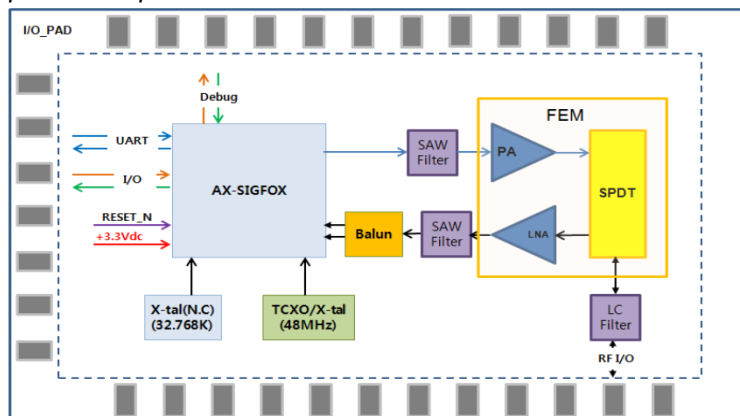 I/O_PAD
Debug
FEM
UART
SAW
Filter
PA
I/O
AX-SIGFOX
SPDT
RESET_N
+3.3Vdc
Balun
SAW
Filter
LNA
X-tal(N.C)
(32.768K)
TCXO/X-tal
(48MHz)
LC
Filter
RF I/O